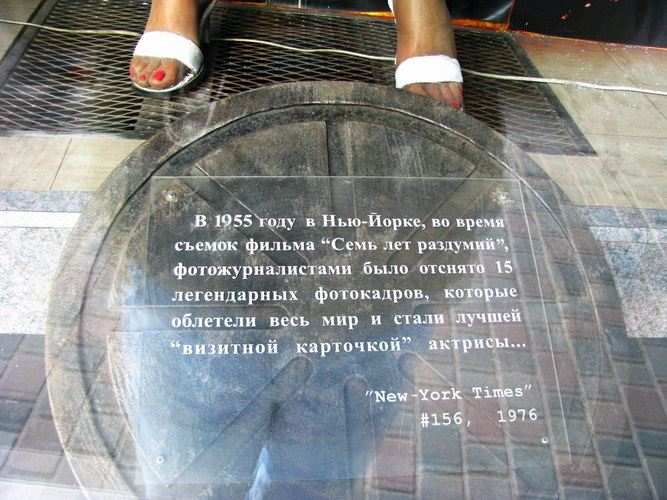 В 1955 году в Нью-Йорке, во время
съемок фильма “Семь лет раздумий”,
фотожурналистами было отснято 15
легендарных фотокадров, которые
облетели весь мир и стали лучшей
“визитной карточкой” актрисы...
”New-York Times”
#156, 1976